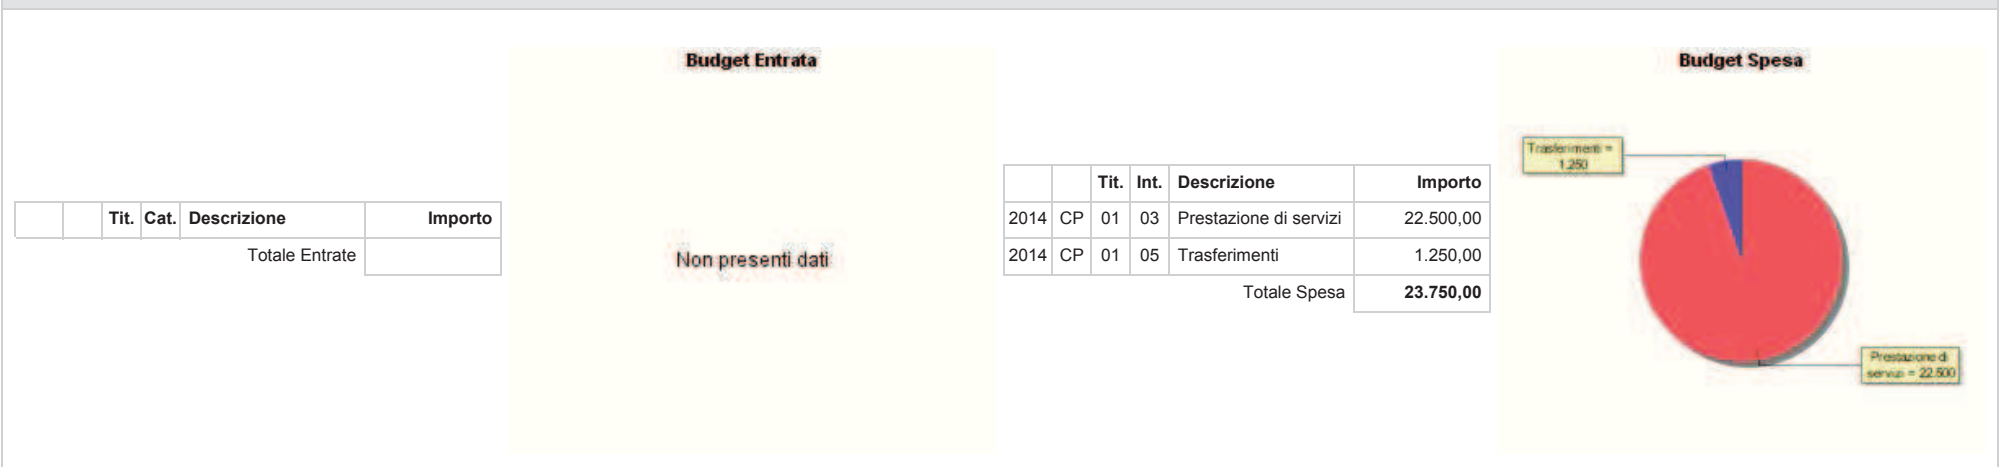 Tit. Cat. Descrizione Importo
Totale Entrate
Budget Entrata
Non presenti dati
Tit. Int. Descrizione Importo
2014 CP 01 03 Prestazione di servizi 22.500,00
2014 CP 01 05 Trasferimenti 1.250,00
Totale Spesa 23.750,00
Budget Spesa
Trasferimenti =
1.250
Prestazione di
servizi = 22.500